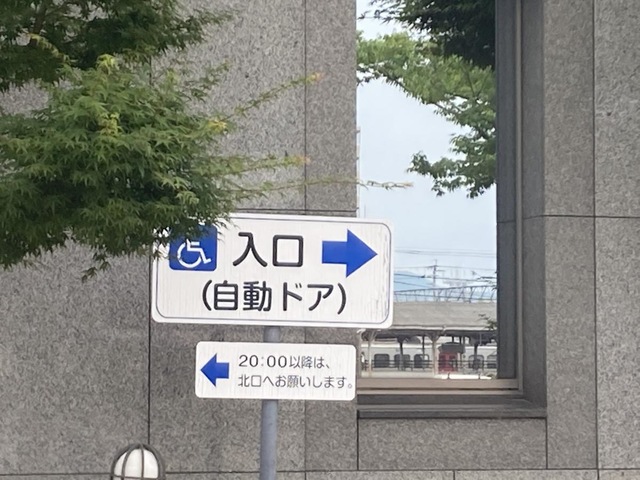 入口
(自動ドア)
20:00以降は、
北口へお願いします。